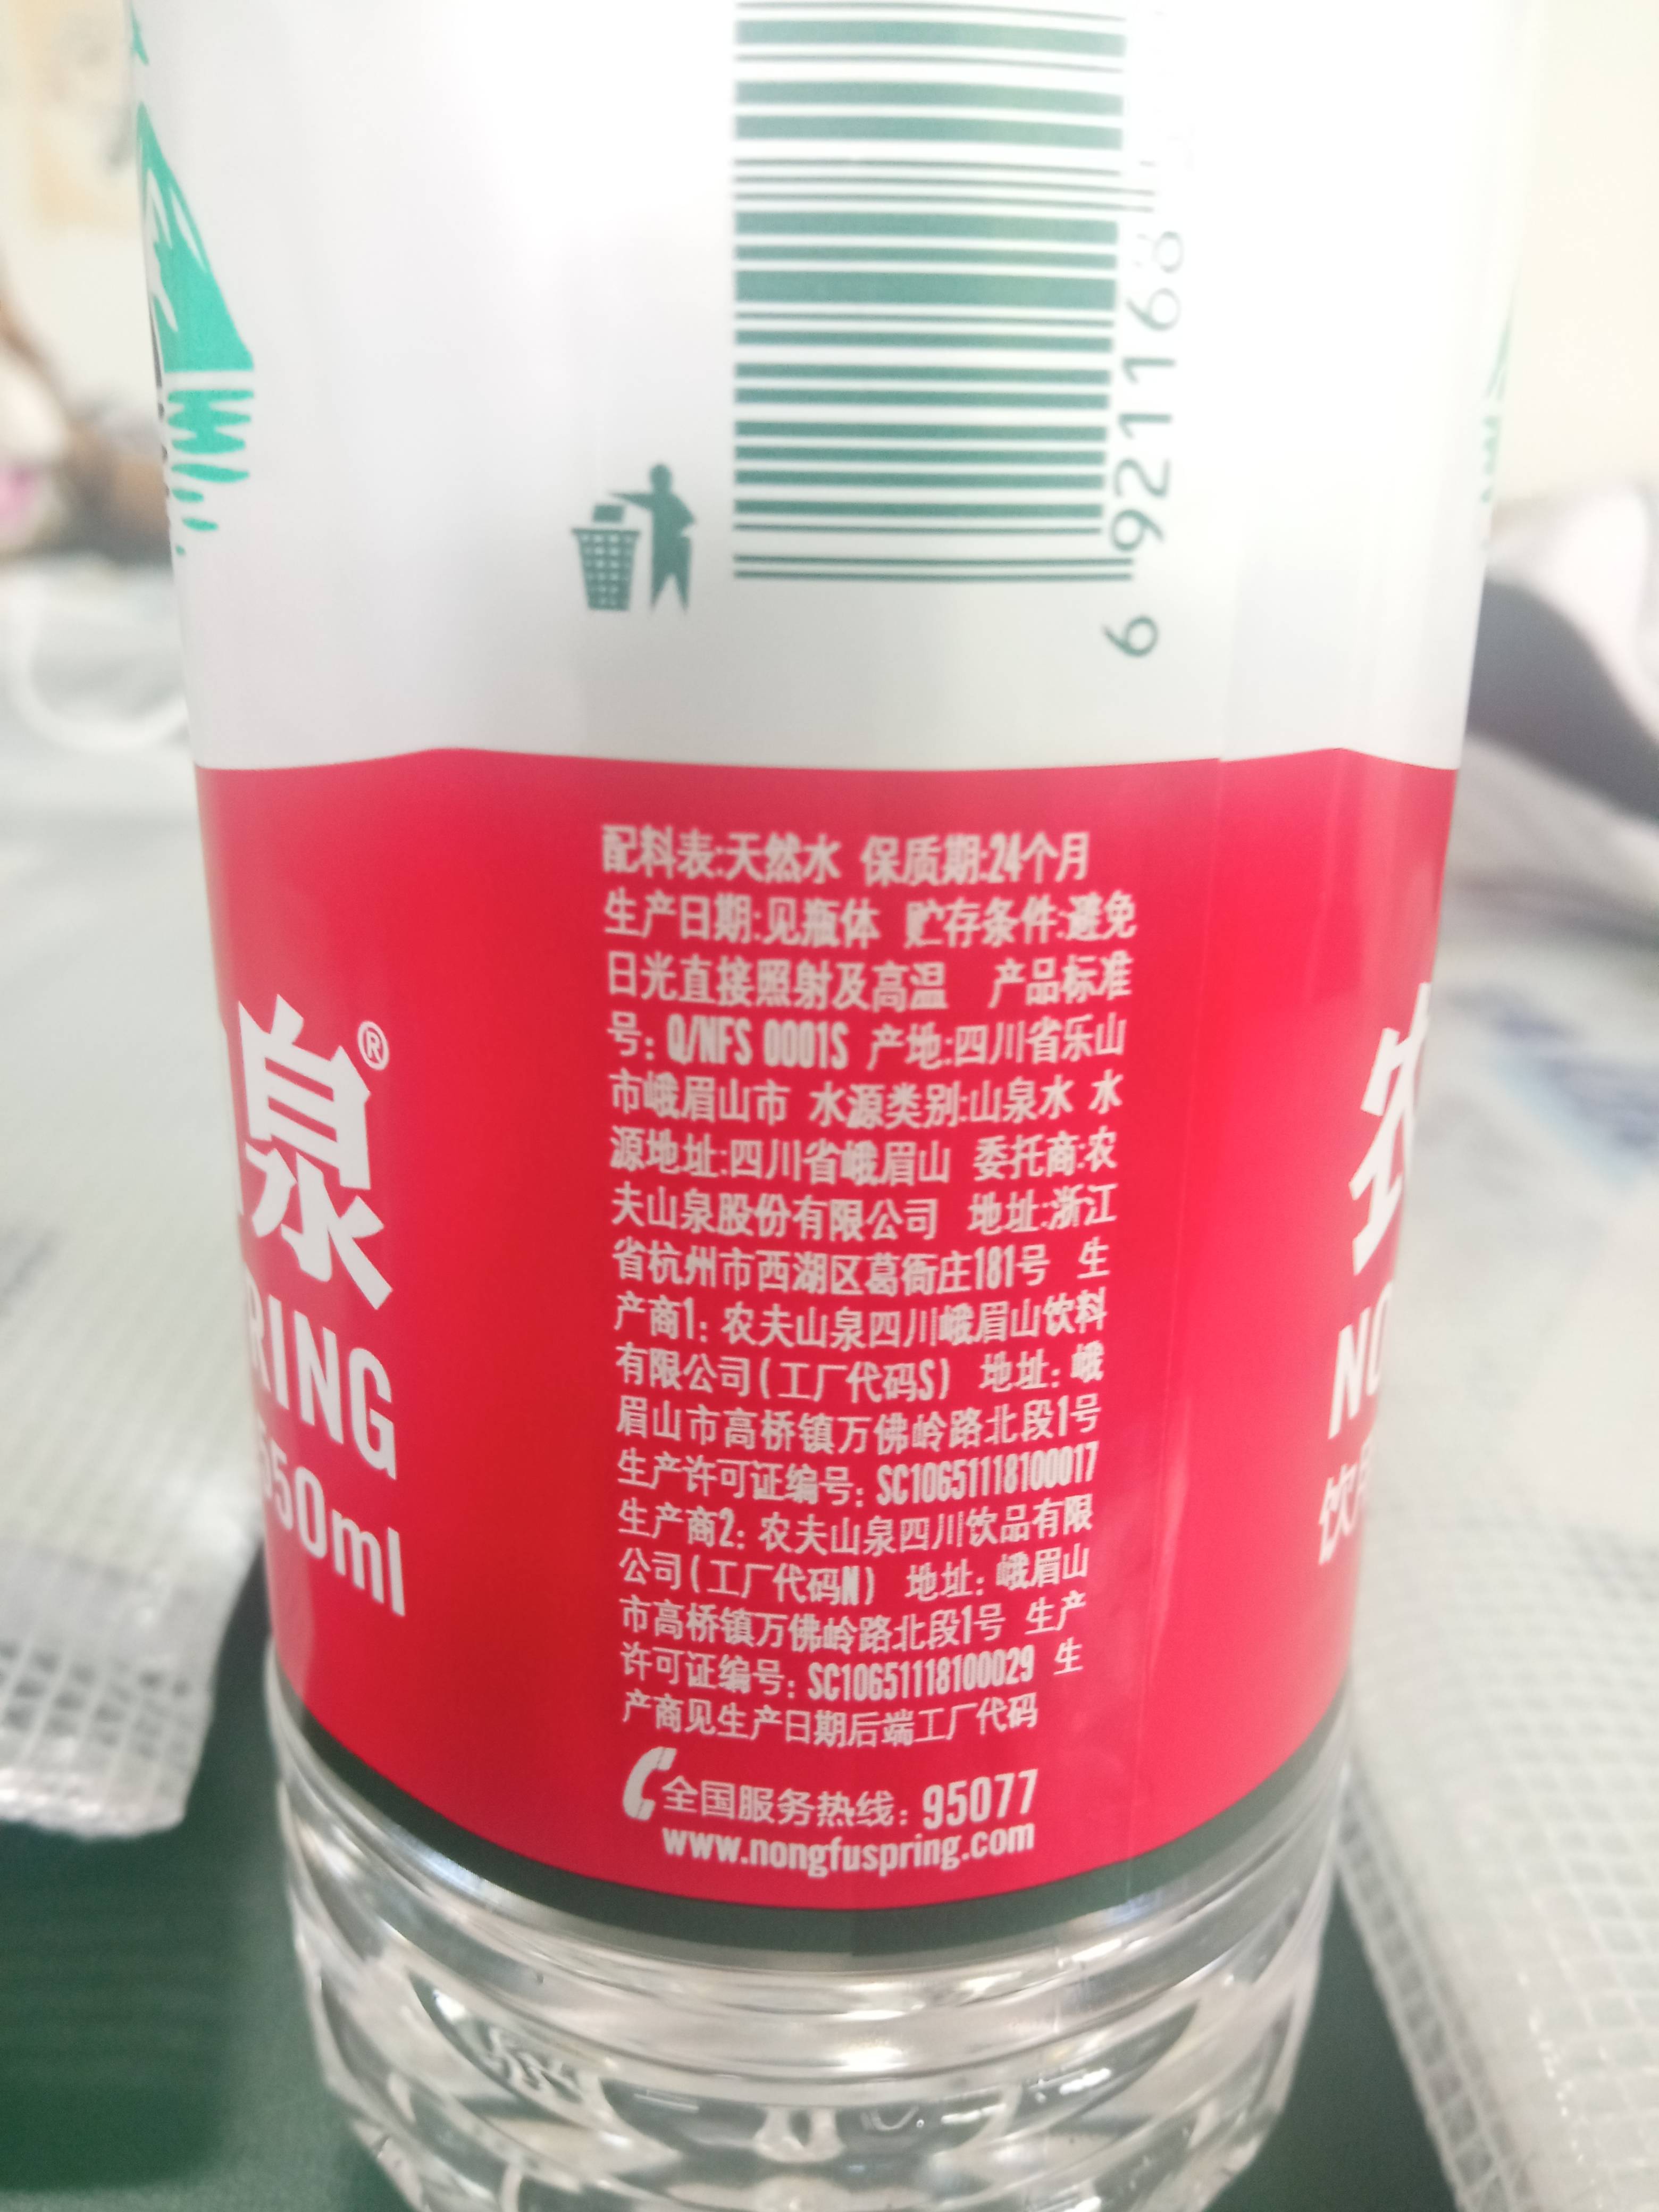 6 921168
配料表:天然水 保质期:24个月
生产日期:见瓶体 贮存条件:避免
日光直接照射及高温 产品标准
号: Q/NFS 0001S 产地:四川省乐山
市峨眉山市 水源类别:山泉水 水
源地址:四川省峨眉山 委托商:农
夫山泉股份有限公司 地址:浙江
省杭州市西湖区葛衙庄181号 生
产商1: 农夫山泉四川峨眉山饮料
有限公司(工厂代码S) 地址: 峨
眉山市高桥镇万佛岭路北段1号
生产许可证编号: SC10651118100017
生产商2: 农夫山泉四川饮品有限
公司(工厂代码N) 地址: 峨眉山
市高桥镇万佛岭路北段1号 生产
许可证编号: SC10651118100029 生
产商见生产日期后端工厂代码
全国服务热线: 95077
www.nongfuspring.com
泉®
RING
550ml
农
NO
饮用